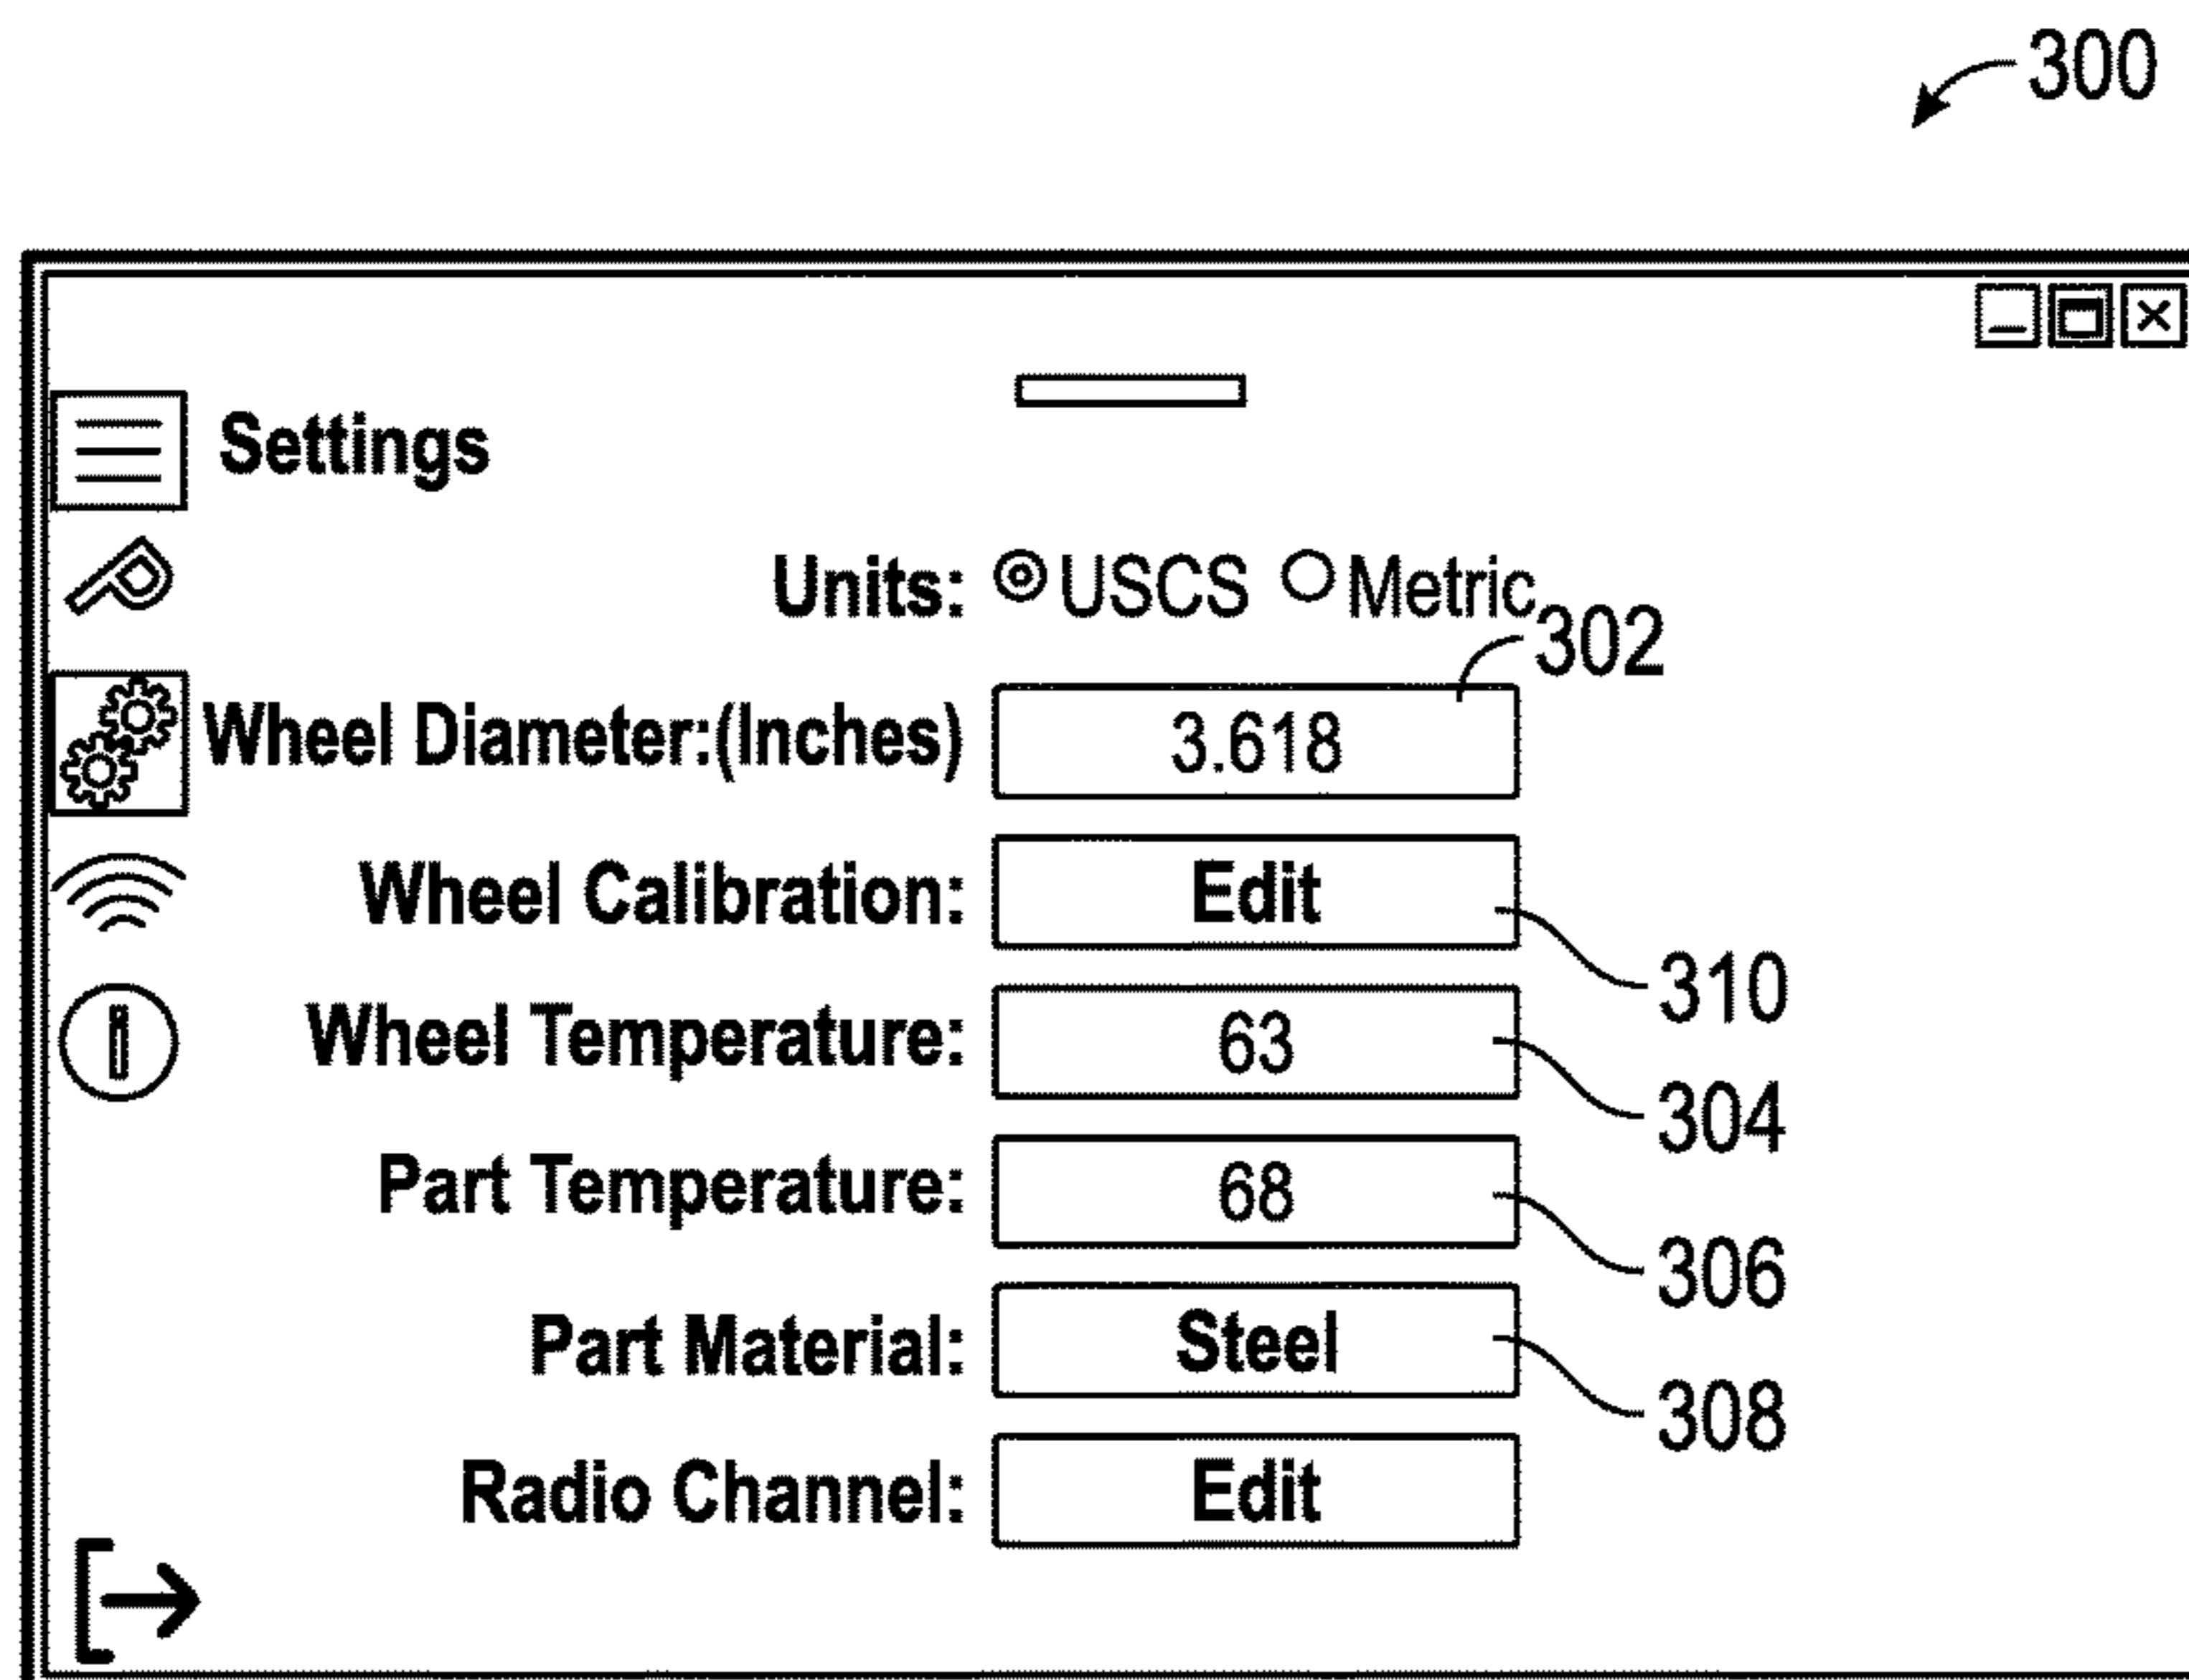 300
Settings
Units: USCS Metric
302
Wheel Diameter:(Inches) 3.618
Wheel Calibration: Edit
310
Wheel Temperature: 63
304
Part Temperature: 68
306
Part Material: Steel
308
Radio Channel: Edit